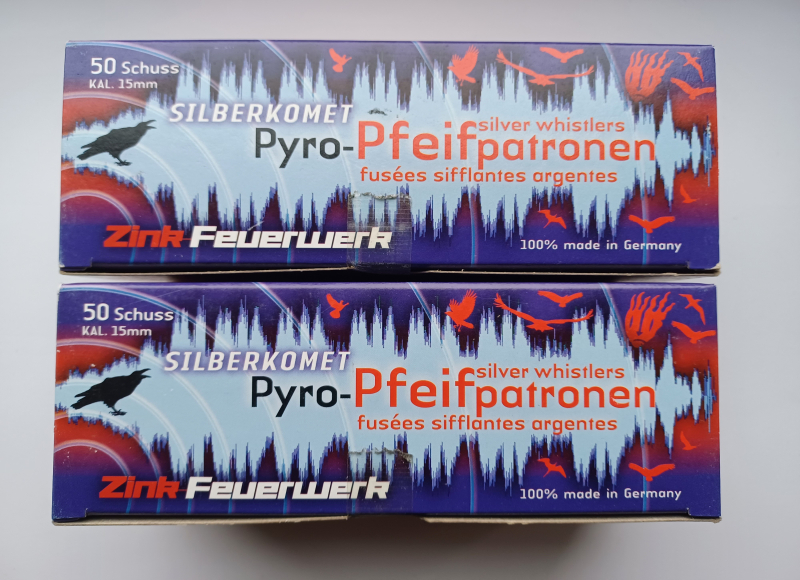 50 Schuss
KAL. 15mm
SILBERKOMET
silver whistlers
Pyro-Pfeifpatronen
fusées sifflantes argentes
Zink Feuerwerk
100% made in Germany
50 Schuss
KAL. 15mm
SILBERKOMET
silver whistlers
Pyro-Pfeifpatronen
fusées sifflantes argentes
Zink Feuerwerk
100% made in Germany